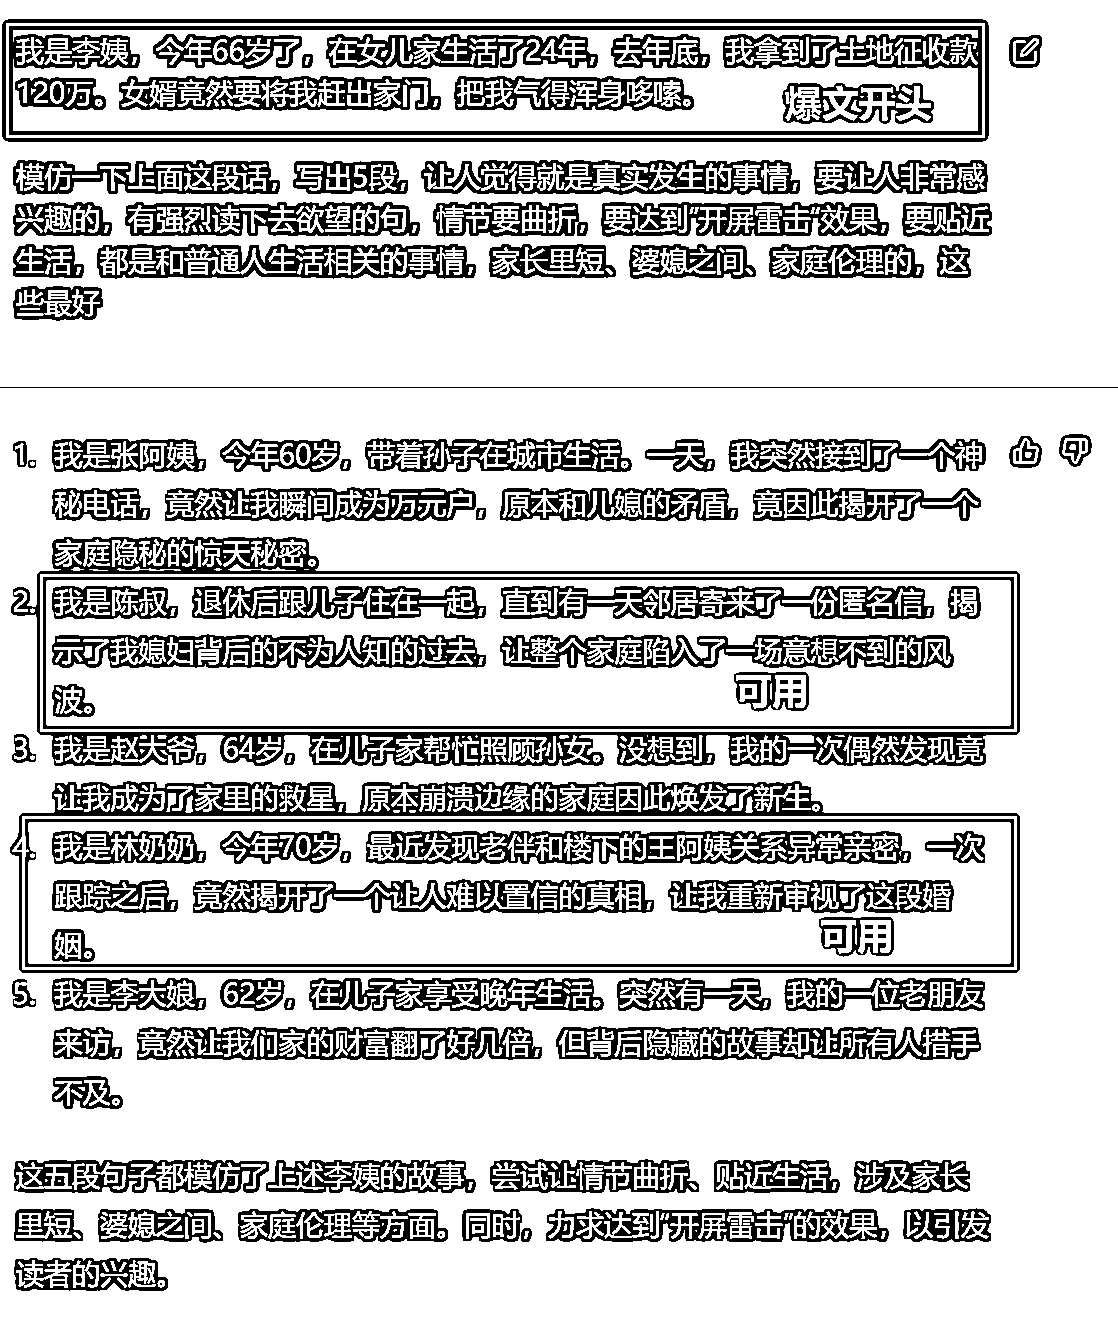 我是李姨，今年66岁了，在女儿家生活了24年，去年底，我拿到了土地征收款
120万。女婿竟然要将我赶出家门，把我气得浑身哆嗦。
爆文开头
模仿一下上面这段话，写出5段，让人觉得就是真实发生的事情，要让人非常感
兴趣的，有强烈读下去欲望的句，情节要曲折，要达到“开屏雷击“效果，要贴近
生活，都是和普通人生活相关的事情，家长里短、婆媳之间、家庭伦理的，这
些最好
1. 我是张阿姨，今年60岁，带着孙子在城市生活。一天，我突然接到了一个神
秘电话，竟然让我瞬间成为万元户，原本和儿媳的矛盾，竟因此揭开了一个
家庭隐秘的惊天秘密。
2. 我是陈叔，退休后跟儿子住在一起，直到有一天邻居寄来了一份匿名信，揭
示了我媳妇背后的不为人知的过去，让整个家庭陷入了一场意想不到的风
波。
可用
3. 我是赵大爷，64岁，在儿子家帮忙照顾孙女。没想到，我的一次偶然发现竟
让我成为了家里的救星，原本崩溃边缘的家庭因此焕发了新生。
4. 我是林奶奶，今年70岁，最近发现老伴和楼下的王阿姨关系异常亲密，一次
跟踪之后，竟然揭开了一个让人难以置信的真相，让我重新审视了这段婚
姻。
可用
5. 我是李大娘，62岁，在儿子家享受晚年生活。突然有一天，我的一位老朋友
来访，竟然让我们家的财富翻了好几倍，但背后隐藏的故事却让所有人措手
不及。
这五段句子都模仿了上述李姨的故事，尝试让情节曲折、贴近生活，涉及家长
里短、婆媳之间、家庭伦理等方面。同时，力求达到“开屏雷击“的效果，以引发
读者的兴趣。